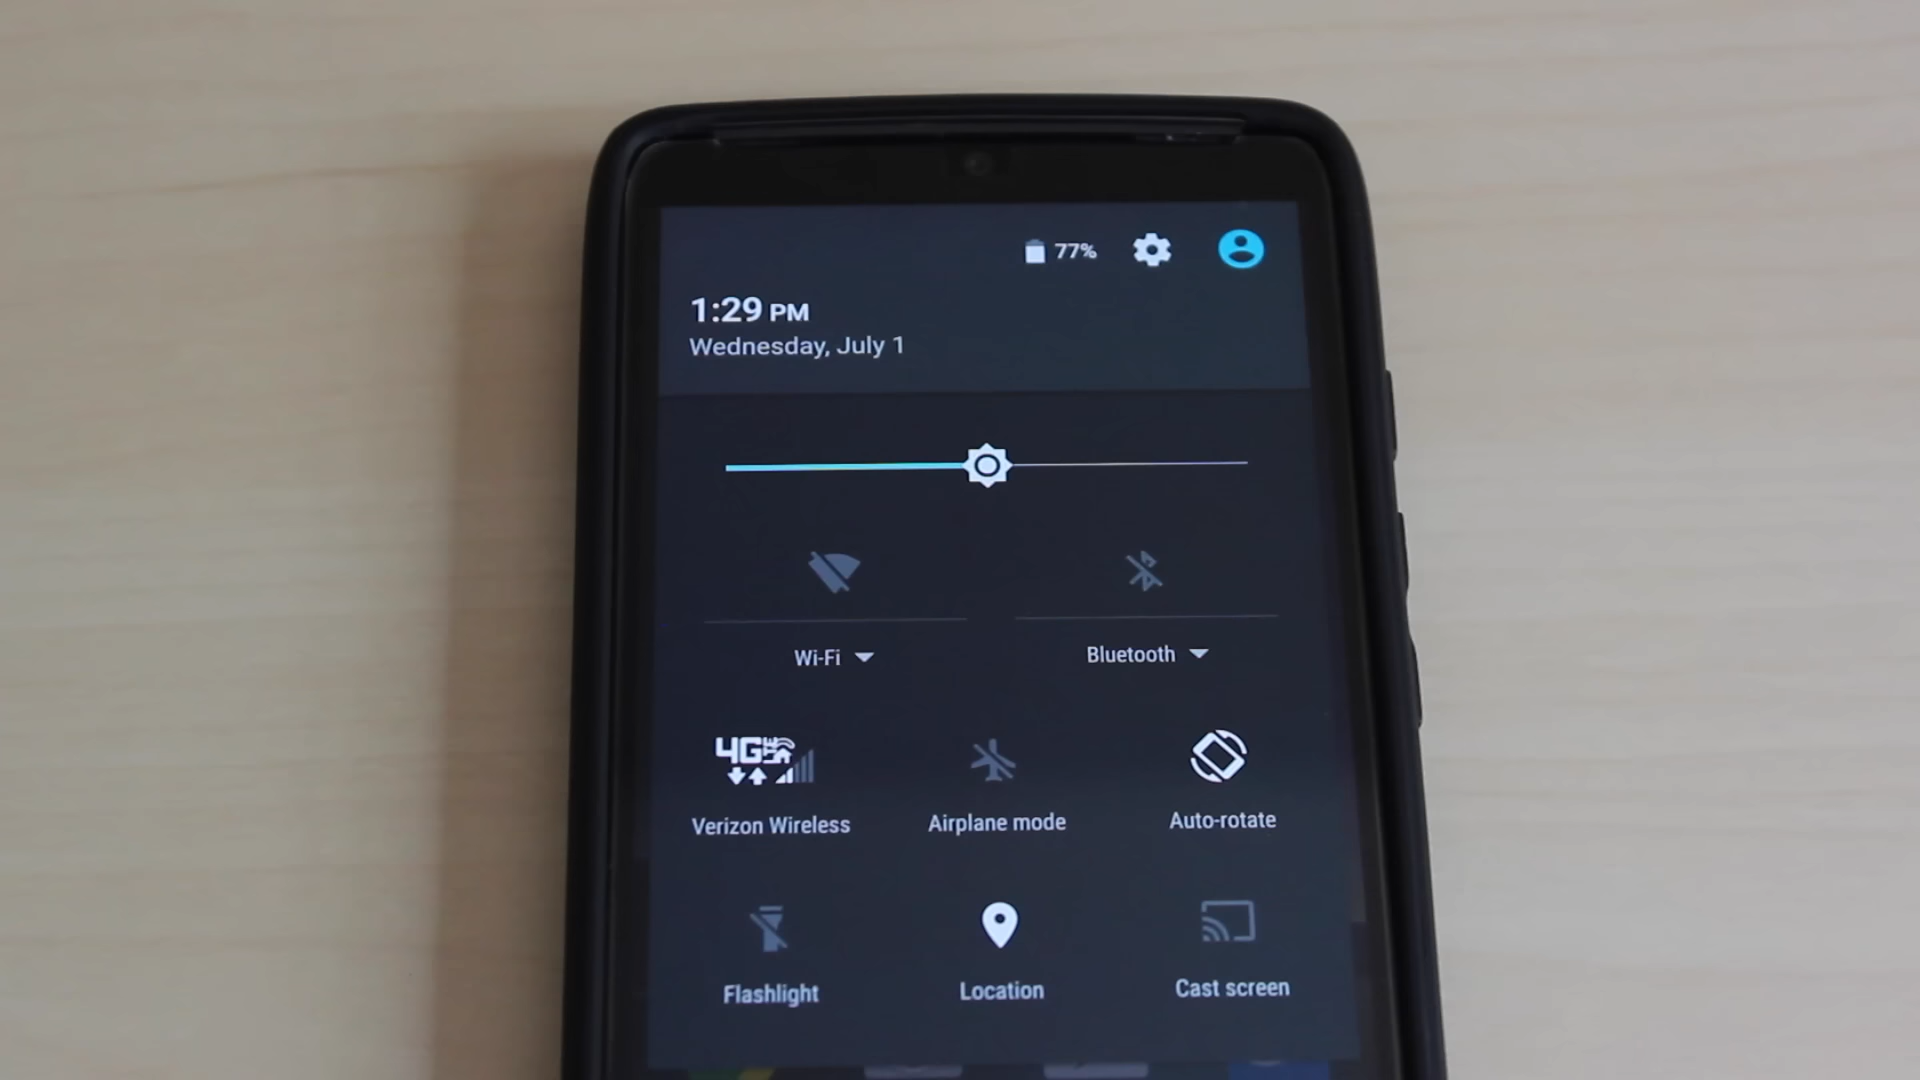 77%
1:29 PM
Wednesday, July 1
Wi-Fi
Bluetooth
4G LTE
Verizon Wireless
Airplane mode
Auto-rotate
Flashlight
Location
Cast screen